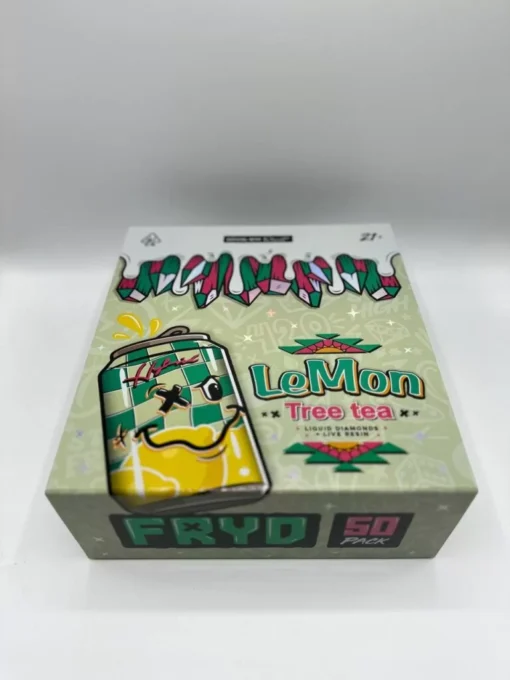 21+
LeMon
Tree tea
LIQUID DIAMONDS
+ LIVE RESIN
FRYD
50
PACK